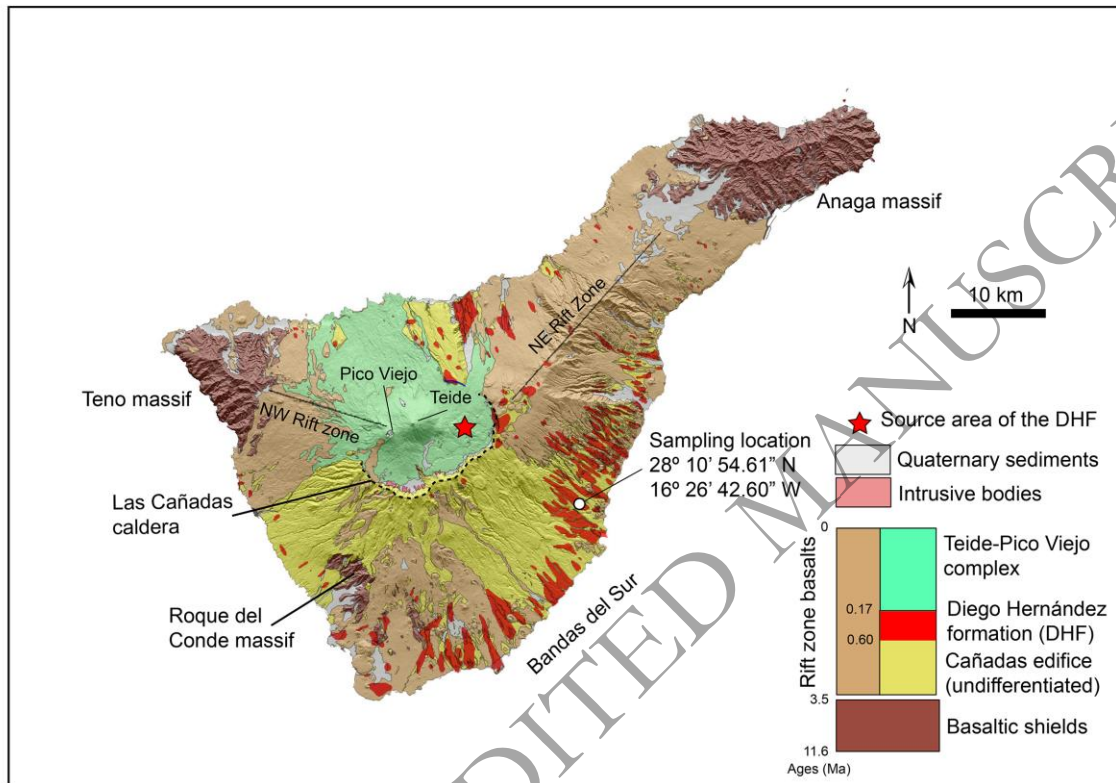 Anaga massif
10 km
N
NE Rift Zone
Pico Viejo
Teide
Teno massif
NW Rift zone
Las Cañadas
caldera
Roque del
Conde massif
Bandas del Sur
Sampling location
28º 10’ 54.61” N
16º 26’ 42.60” W
Source area of the DHF
Quaternary sediments
Intrusive bodies
Rift zone basalts
0
0.17
0.60
3.5
11.6
Ages (Ma)
Teide-Pico Viejo
complex
Diego Hernández
formation (DHF)
Cañadas edifice
(undifferentiated)
Basaltic shields
EDITED MANUSCR